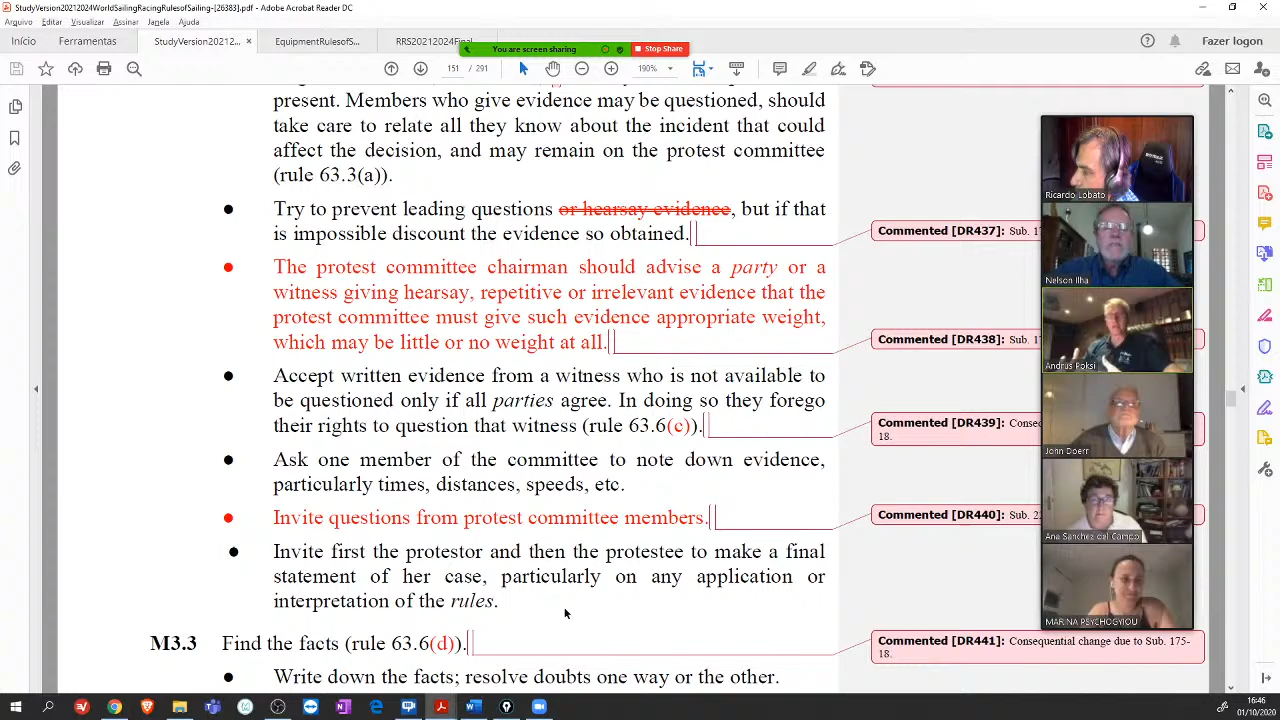 StudyVersion20212024WorldSailingRacingRulesofSailing-[26383].pdf - Adobe Acrobat Reader DC
Arquivo Editar Visualizar Assinar Janela Ajuda
Início Ferramentas StudyVersion20212... × EquipmentRulesofS... RRS20212024Final Fazer logon
You are screen sharing Stop Share
151 / 291 190%
present. Members who give evidence may be questioned, should
take care to relate all they know about the incident that could
affect the decision, and may remain on the protest committee
(rule 63.3(a)).
Ricardo Lobato
• Try to prevent leading questions or hearsay evidence, but if that
is impossible discount the evidence so obtained.
Commented [DR437]: Sub. 1
• The protest committee chairman should advise a party or a
witness giving hearsay, repetitive or irrelevant evidence that the
protest committee must give such evidence appropriate weight,
which may be little or no weight at all.
Nelson Ilha
Commented [DR438]: Sub. 1
Andrus Poksi
• Accept written evidence from a witness who is not available to
be questioned only if all parties agree. In doing so they forego
their rights to question that witness (rule 63.6(c)).
Commented [DR439]: Conse
18.
John Doerr
• Ask one member of the committee to note down evidence,
particularly times, distances, speeds, etc.
• Invite questions from protest committee members.
Commented [DR440]: Sub. 2
Ana Sanchez del Campo
• Invite first the protestor and then the protestee to make a final
statement of her case, particularly on any application or
interpretation of the rules.
MARINA PSYCHOGYIOU
M3.3 Find the facts (rule 63.6(d)).
Commented [DR441]: Consequential change due to Sub. 175-
18.
• Write down the facts; resolve doubts one way or the other.
16:46
01/10/2020